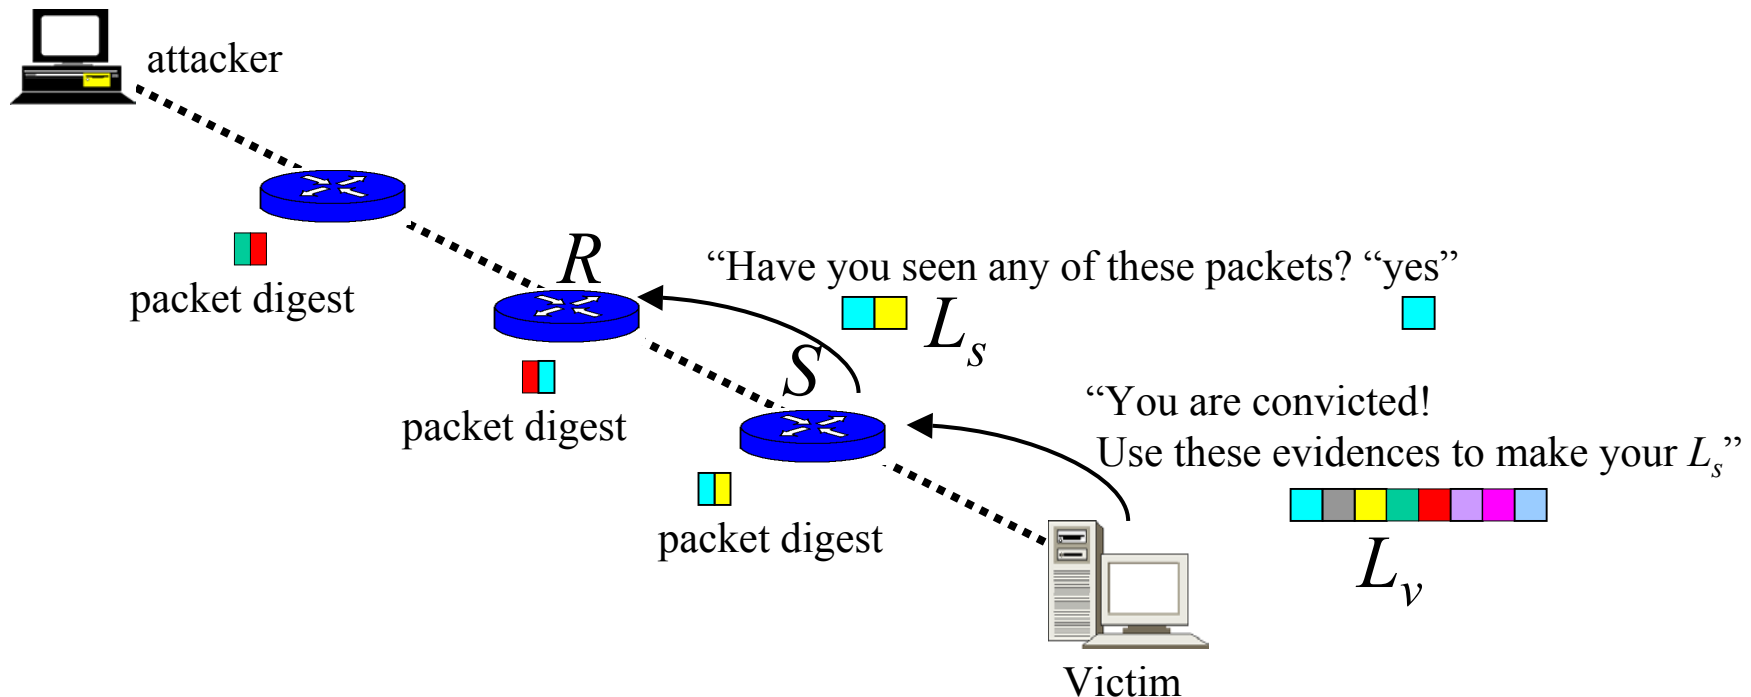 attacker
packet digest
R
“Have you seen any of these packets? “yes”
L_s
packet digest
S
“You are convicted!
Use these evidences to make your L_s”
packet digest
L_v
Victim